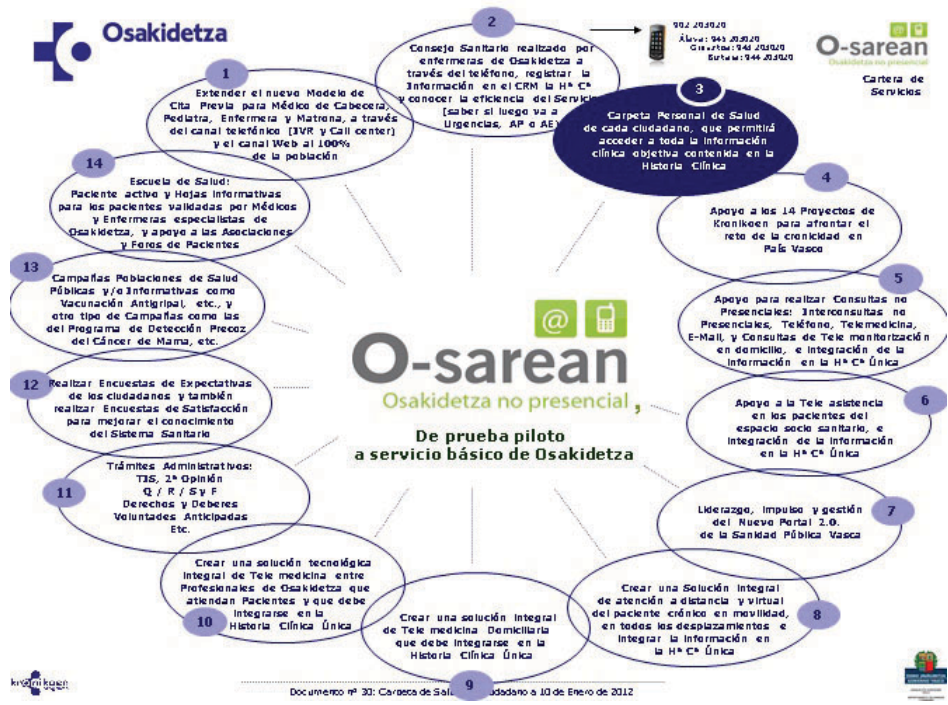 Osakidetza
902 203020
Álava: 945 203020
Gipuzkoa: 943 203020
Bizkaia: 944 203020
O-sarean
Osakidetza no presencial
Cartera de
Servicios
1
Extender el nuevo Modelo de
Cita Previa para Médico de Cabecera,
Pediatra, Enfermera y Matrona, a través
del canal telefónico (IVR y Call center)
y el canal Web al 100%
de la población
2
Consejo Sanitario realizado por
enfermeras de Osakidetza a
través del teléfono, registrar la
Información en el CRM la Hª Cª
y conocer la eficiencia del Servicio
(saber si luego va a
Urgencias, AP o AE)
3
Carpeta Personal de Salud
de cada ciudadano, que permitirá
acceder a toda la información
clínica objetiva contenida en la
Historia Clínica
4
Apoyo a los 14 Proyectos de
Kronikoen para afrontar el
reto de la cronicidad en
País Vasco
5
Apoyo para realizar Consultas no
Presenciales: Interconsultas no
Presenciales, Teléfono, Telemedicina,
E-Mail, y Consultas de Tele monitorización
en domicilio, e integración de la
información en la Hª Cª Única
6
Apoyo a la Tele asistencia
en los pacientes del
espacio socio sanitario, e
integración de la información
en la Hª Cª Única
7
Liderazgo, impulso y gestión
del Nuevo Portal 2.0.
de la Sanidad Pública Vasca
8
Crear una Solución integral
de atención a distancia y virtual
del paciente crónico en movilidad,
en todos los desplazamientos e
integrar la información en
la Hª Cª Única
9
Crear una solución integral
de Tele medicina Domiciliaria
que debe integrarse en la
Historia Clínica Única
10
Crear una solución tecnológica
integral de Tele medicina entre
Profesionales de Osakidetza que
atiendan Pacientes y que debe
integrarse en la
Historia Clínica Única
11
Trámites Administrativos:
TIS, 2ª Opinión
Q / R / S y F
Derechos y Deberes
Voluntades Anticipadas
Etc.
12
Realizar Encuestas de Expectativas
de los ciudadanos y también
realizar Encuestas de Satisfacción
para mejorar el conocimiento
del Sistema Sanitario
13
Campañas Poblaciones de Salud
Públicas y/o Informativas como
Vacunación Antigripal, etc., y
otro tipo de Campañas como las
del Programa de Detección Precoz
del Cáncer de Mama, etc.
14
Escuela de Salud:
Paciente activo y Hojas informativas
para los pacientes validadas por Médicos
y Enfermeras especialistas de
Osakidetza, y apoyo a las Asociaciones
y Foros de Pacientes
@
O-sarean
Osakidetza no presencial,
De prueba piloto
a servicio básico de Osakidetza
kronikoen
Documento nº 30: Carpeta de Salud ciudadano a 10 de Enero de 2012